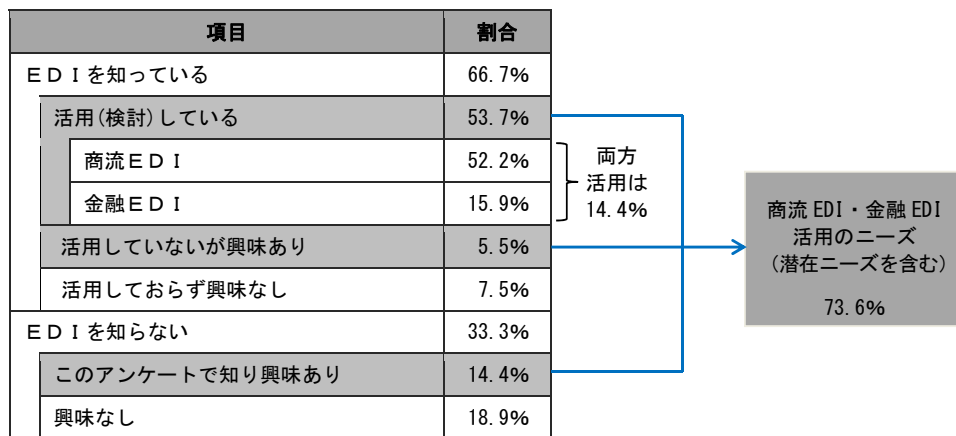 項目 割合
ＥＤＩを知っている 66.7%
活用(検討)している 53.7%
商流ＥＤＩ 52.2%
金融ＥＤＩ 15.9%
両方
活用は
14.4%
活用していないが興味あり 5.5%
活用しておらず興味なし 7.5%
ＥＤＩを知らない 33.3%
このアンケートで知り興味あり 14.4%
興味なし 18.9%
商流 EDI・金融 EDI
活用のニーズ
（潜在ニーズを含む）
73.6%